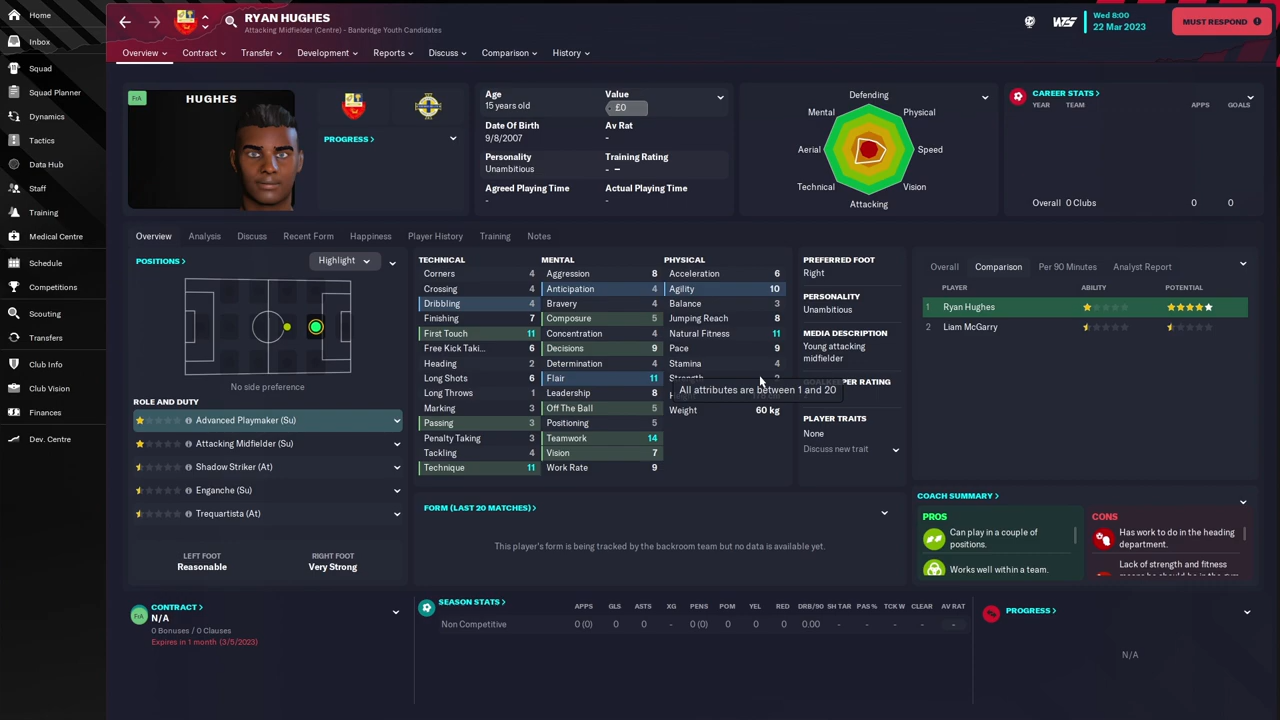 Home
Inbox
Squad
Squad Planner
Dynamics
Tactics
Data Hub
Staff
Training
Medical Centre
Schedule
Competitions
Scouting
Transfers
Club Info
Club Vision
Finances
Dev. Centre
RYAN HUGHES
Attacking Midfielder (Centre) - Banbridge Youth Candidates
Wed 8:00
22 Mar 2023
MUST RESPOND
Overview Contract Transfer Development Reports Discuss Comparison History
FrA
HUGHES
PROGRESS >
Age
15 years old
Value
£0
Date Of Birth
9/8/2007
Av Rat
-
Personality
Unambitious
Training Rating
- –
Agreed Playing Time
-
Actual Playing Time
-
Defending
Mental Physical
Aerial Speed
Technical Vision
Attacking
CAREER STATS >
YEAR TEAM APPS GOALS
Overall 0 Clubs 0 0
Overview Analysis Discuss Recent Form Happiness Player History Training Notes
POSITIONS >
Highlight
No side preference
ROLE AND DUTY
Advanced Playmaker (Su)
Attacking Midfielder (Su)
Shadow Striker (At)
Enganche (Su)
Trequartista (At)
LEFT FOOT
Reasonable
RIGHT FOOT
Very Strong
TECHNICAL
Corners 4
Crossing 4
Dribbling 4
Finishing 7
First Touch 11
Free Kick Taki... 6
Heading 2
Long Shots 6
Long Throws 1
Marking 3
Passing 3
Penalty Taking 3
Tackling 4
Technique 11
MENTAL
Aggression 8
Anticipation 4
Bravery 4
Composure 5
Concentration 4
Decisions 9
Determination 4
Flair 11
Leadership 8
Off The Ball 5
Positioning 5
Teamwork 14
Vision 7
Work Rate 9
PHYSICAL
Acceleration 6
Agility 10
Balance 3
Jumping Reach 8
Natural Fitness 11
Pace 9
Stamina 4
Strength
All attributes are between 1 and 20
Weight 60 kg
PREFERRED FOOT
Right
PERSONALITY
Unambitious
MEDIA DESCRIPTION
Young attacking
midfielder
GOALKEEPER RATING
PLAYER TRAITS
None
Discuss new trait
Overall Comparison Per 90 Minutes Analyst Report
PLAYER ABILITY POTENTIAL
1 Ryan Hughes
2 Liam McGarry
FORM (LAST 20 MATCHES) >
This player's form is being tracked by the backroom team but no data is available yet.
COACH SUMMARY >
PROS
Can play in a couple of
positions.
Works well within a team.
CONS
Has work to do in the heading
department.
Lack of strength and fitness
FrA
CONTRACT >
N/A
0 Bonuses / 0 Clauses
Expires in 1 month (3/5/2023)
SEASON STATS > APPS GLS ASTS XG PENS POM YEL RED DRB/90 SH TAR PAS % TCK W CLEAR AV RAT
Non Competitive 0 (0) 0 0 - 0 (0) 0 0 0 0.00 - - - - -
PROGRESS >
N/A